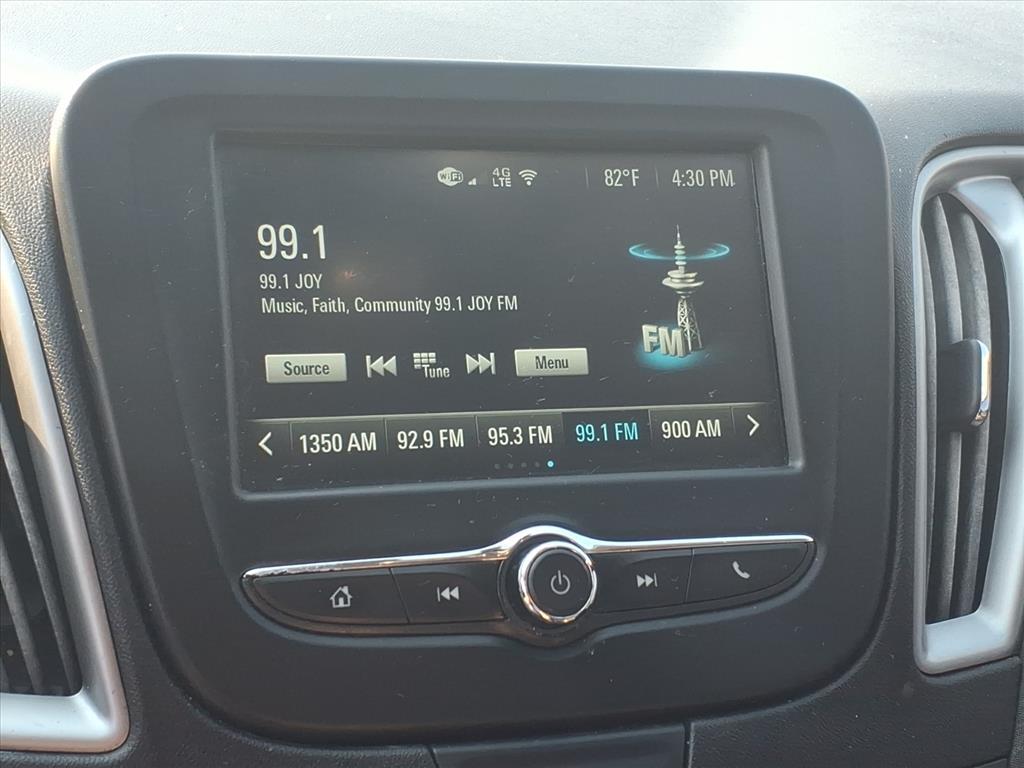 WiFi 4G LTE 82°F 4:30 PM
99.1
99.1 JOY
Music, Faith, Community 99.1 JOY FM
FM
Source Tune Menu
1350 AM 92.9 FM 95.3 FM 99.1 FM 900 AM